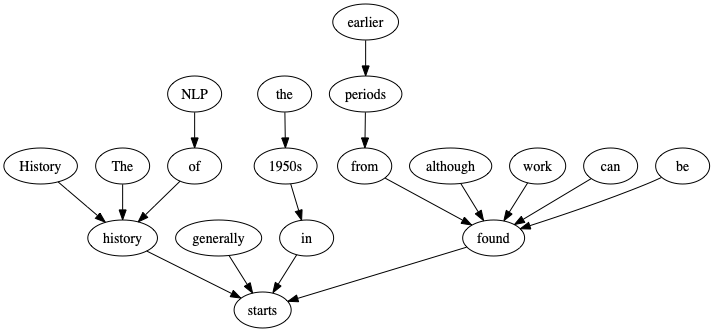 earlier
NLP the periods
History The of 1950s from although work can be
history generally in found
starts